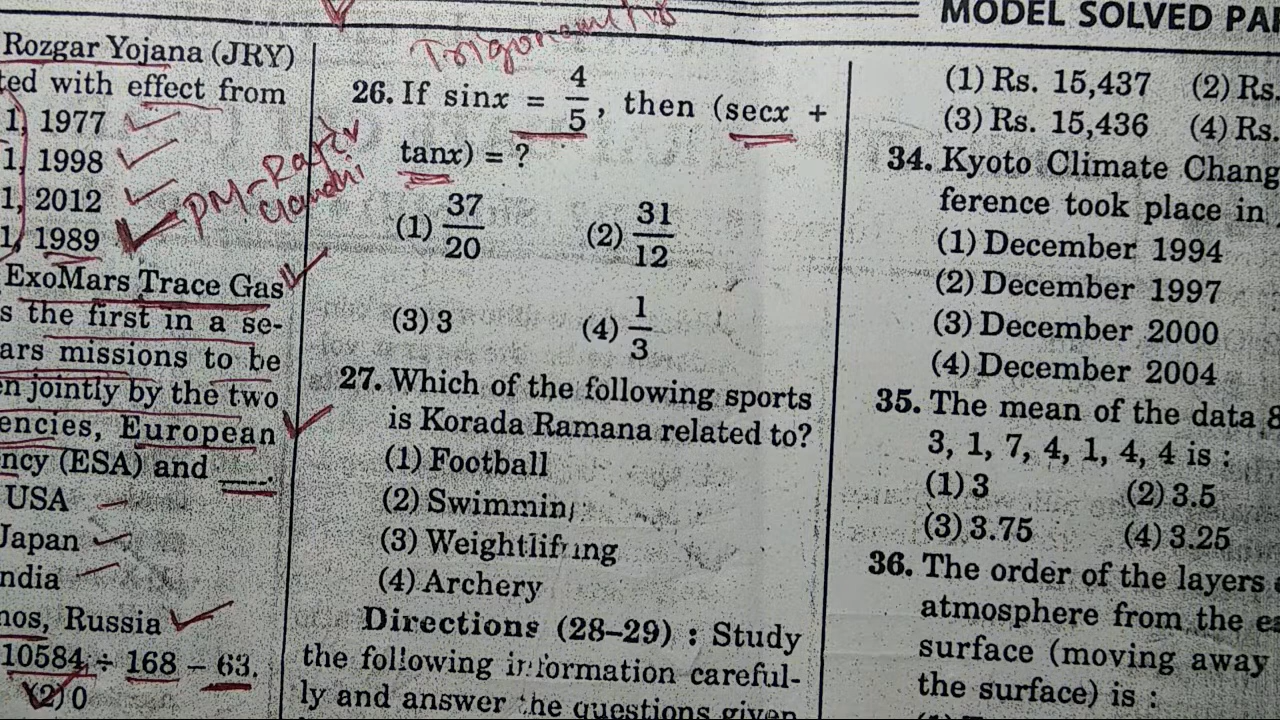 MODEL SOLVED PA
Rozgar Yojana (JRY)
ted with effect from
1, 1977
1, 1998
1, 2012
1, 1989
PM-Rajiv
Gandhi
ExoMars Trace Gas
s the first in a se-
ars missions to be
en jointly by the two
encies, European
ncy (ESA) and ____.
USA
Japan
ndia
nos, Russia
10584 ÷ 168 – 63.
(2) 0
Trigonometro
26. If sinx = 4/5, then (secx +
tanx) = ?
(1) 37/20 (2) 31/12
(3) 3 (4) 1/3
27. Which of the following sports
is Korada Ramana related to?
(1) Football
(2) Swimmin
(3) Weightlifting
(4) Archery
Directions (28–29) : Study
the following information careful-
ly and answer the questions given
(1) Rs. 15,437 (2) Rs.
(3) Rs. 15,436 (4) Rs.
34. Kyoto Climate Chang
ference took place in
(1) December 1994
(2) December 1997
(3) December 2000
(4) December 2004
35. The mean of the data 8
3, 1, 7, 4, 1, 4, 4 is :
(1) 3 (2) 3.5
(3) 3.75 (4) 3.25
36. The order of the layers
atmosphere from the ea
surface (moving away
the surface) is :